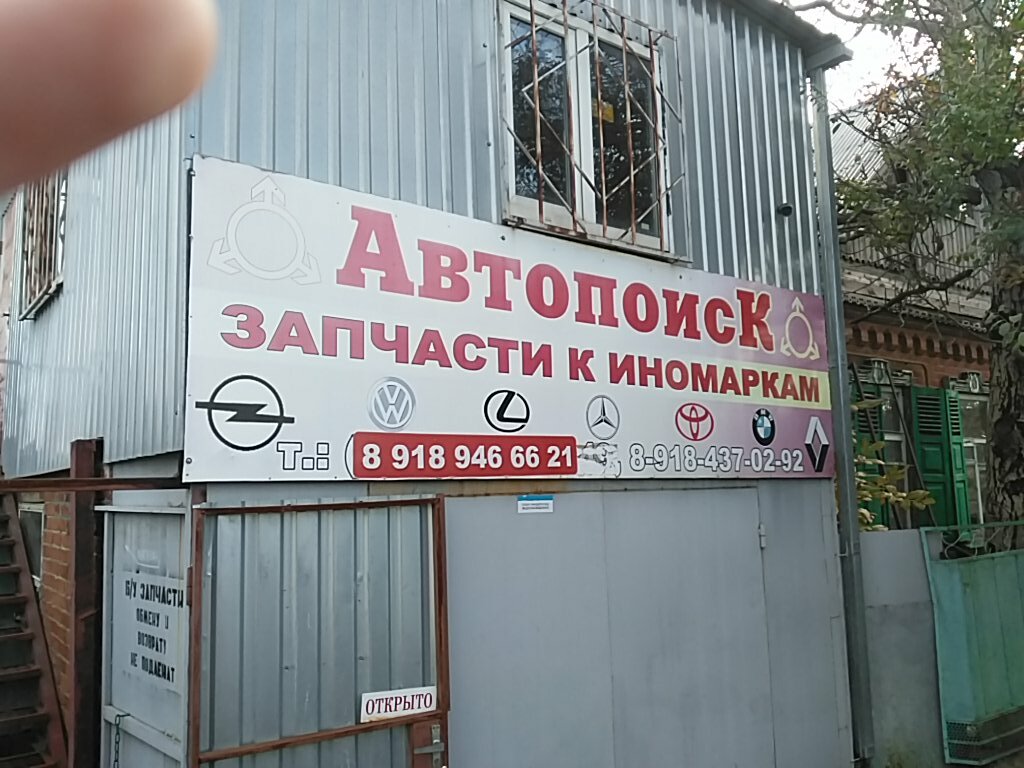 Автопоиск
ЗАПЧАСТИ К ИНОМАРКАМ
Т.: 8 918 946 66 21 8-918-437-02-92
Б/У ЗАПЧАСТИ
ОБМЕНУ И
ВОЗВРАТУ
НЕ ПОДЛЕЖАТ
ОТКРЫТО